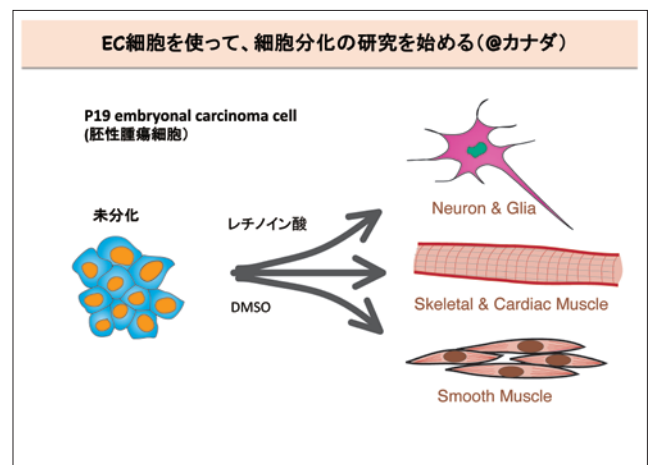 EC細胞を使って、細胞分化の研究を始める(@カナダ)
P19 embryonal carcinoma cell
(胚性腫瘍細胞)
未分化
レチノイン酸
DMSO
Neuron & Glia
Skeletal & Cardiac Muscle
Smooth Muscle